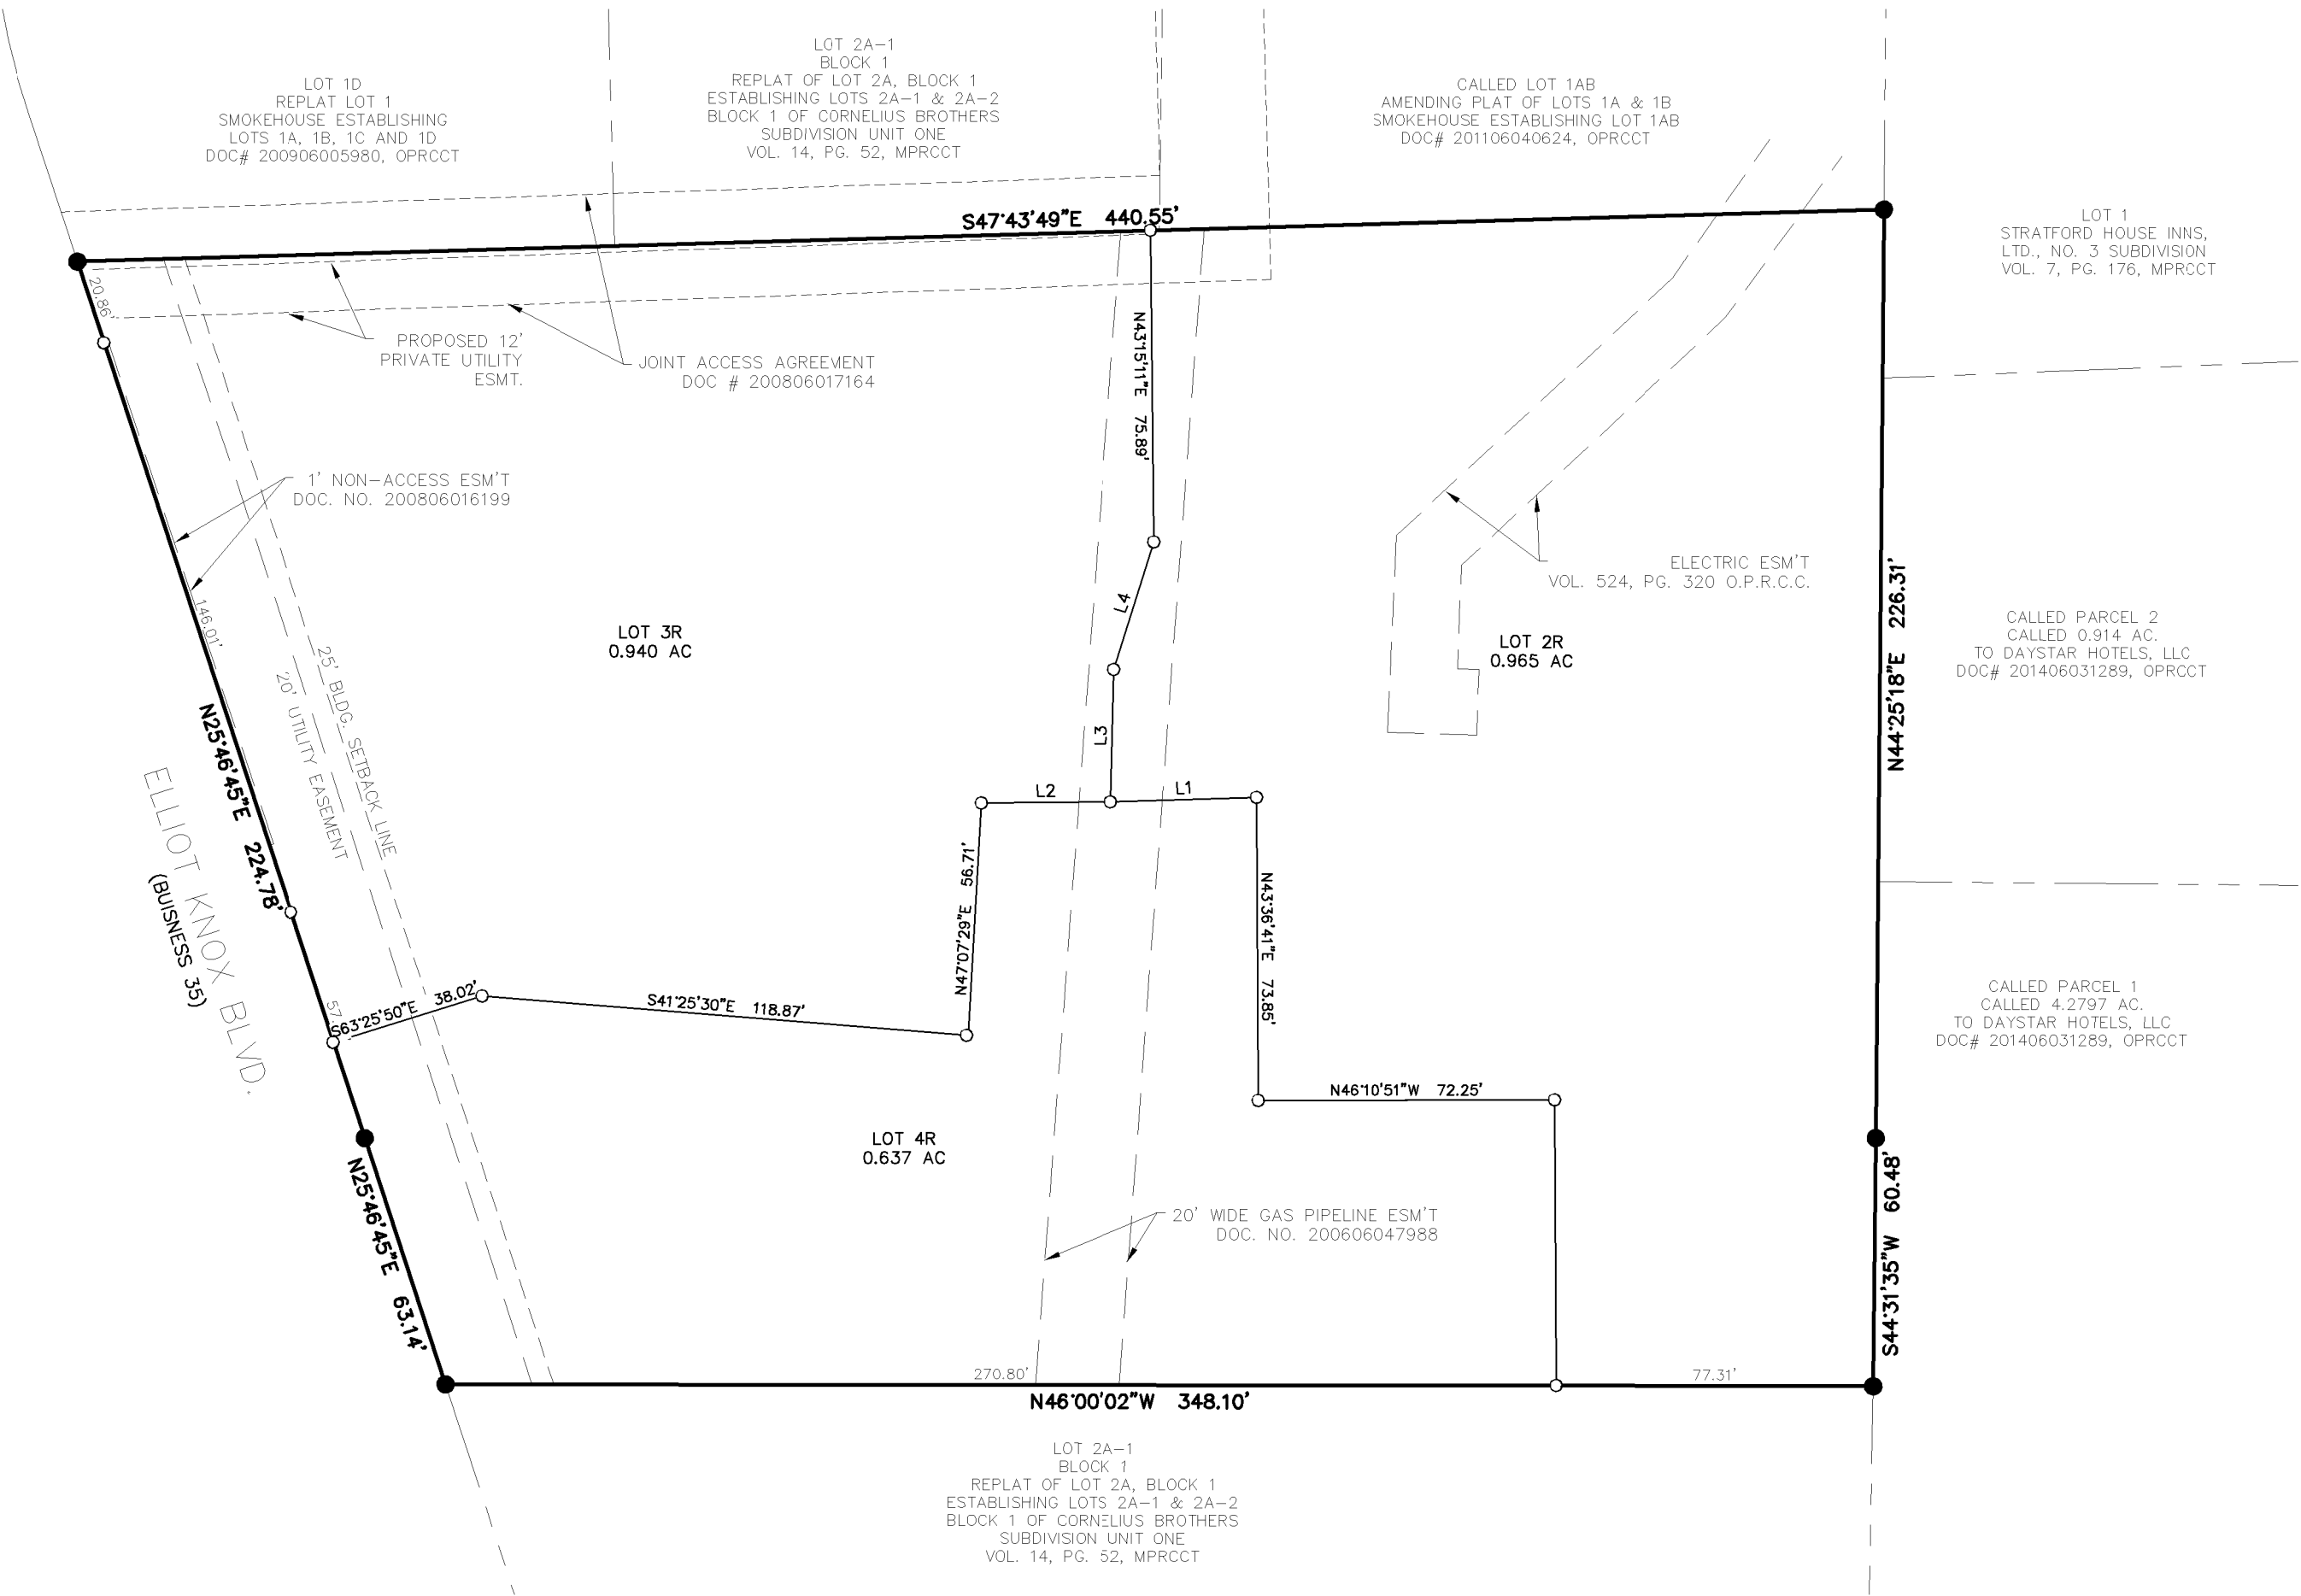 LOT 1D
REPLAT LOT 1
SMOKEHOUSE ESTABLISHING
LOTS 1A, 1B, 1C AND 1D
DOC# 200906005980, OPRCCT
LOT 2A-1
BLOCK 1
REPLAT OF LOT 2A, BLOCK 1
ESTABLISHING LOTS 2A-1 & 2A-2
BLOCK 1 OF CORNELIUS BROTHERS
SUBDIVISION UNIT ONE
VOL. 14, PG. 52, MPRCCT
CALLED LOT 1AB
AMENDING PLAT OF LOTS 1A & 1B
SMOKEHOUSE ESTABLISHING LOT 1AB
DOC# 201106040624, OPRCCT
LOT 1
STRATFORD HOUSE INNS,
LTD., NO. 3 SUBDIVISION
VOL. 7, PG. 176, MPRCCT
S47°43'49"E 440.55'
20.86'
PROPOSED 12'
PRIVATE UTILITY
ESMT.
JOINT ACCESS AGREEMENT
DOC # 200806017164
N43°15'11"E 75.89'
1' NON-ACCESS ESM'T
DOC. NO. 200806016199
ELECTRIC ESM'T
VOL. 524, PG. 320 O.P.R.C.C.
L4
146.01'
LOT 3R
0.940 AC
LOT 2R
0.965 AC
N44°25'18"E 226.31'
CALLED PARCEL 2
CALLED 0.914 AC.
TO DAYSTAR HOTELS, LLC
DOC# 201406031289, OPRCCT
25' BLDG. SETBACK LINE
20' UTILITY EASEMENT
N25°46'45"E 224.78'
L3
L2
L1
ELLIOT KNOX BLVD.
(BUISNESS 35)
N47°07'29"E 56.71'
N43°36'41"E 73.85'
57.
S63°25'50"E 38.02'
S41°25'30"E 118.87'
CALLED PARCEL 1
CALLED 4.2797 AC.
TO DAYSTAR HOTELS, LLC
DOC# 201406031289, OPRCCT
N46°10'51"W 72.25'
LOT 4R
0.637 AC
N25°46'45"E 63.14'
20' WIDE GAS PIPELINE ESM'T
DOC. NO. 200606047988
S44°31'35"W 60.48'
270.80'
77.31'
N46°00'02"W 348.10'
LOT 2A-1
BLOCK 1
REPLAT OF LOT 2A, BLOCK 1
ESTABLISHING LOTS 2A-1 & 2A-2
BLOCK 1 OF CORNELIUS BROTHERS
SUBDIVISION UNIT ONE
VOL. 14, PG. 52, MPRCCT